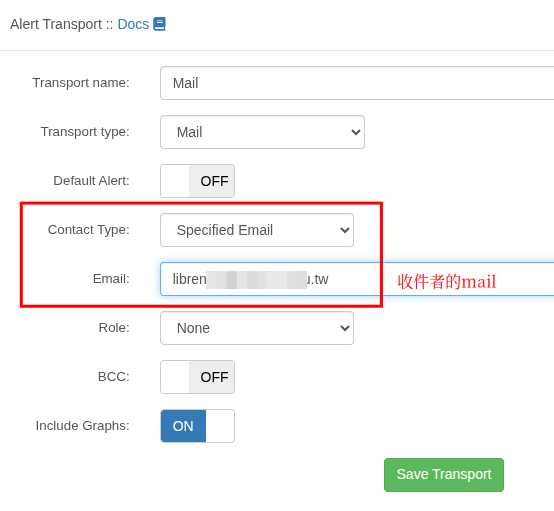 Alert Transport :: Docs
Transport name: Mail
Transport type: Mail
Default Alert: OFF
Contact Type: Specified Email
Email: libren u.tw 收件者的mail
Role: None
BCC: OFF
Include Graphs: ON
Save Transport